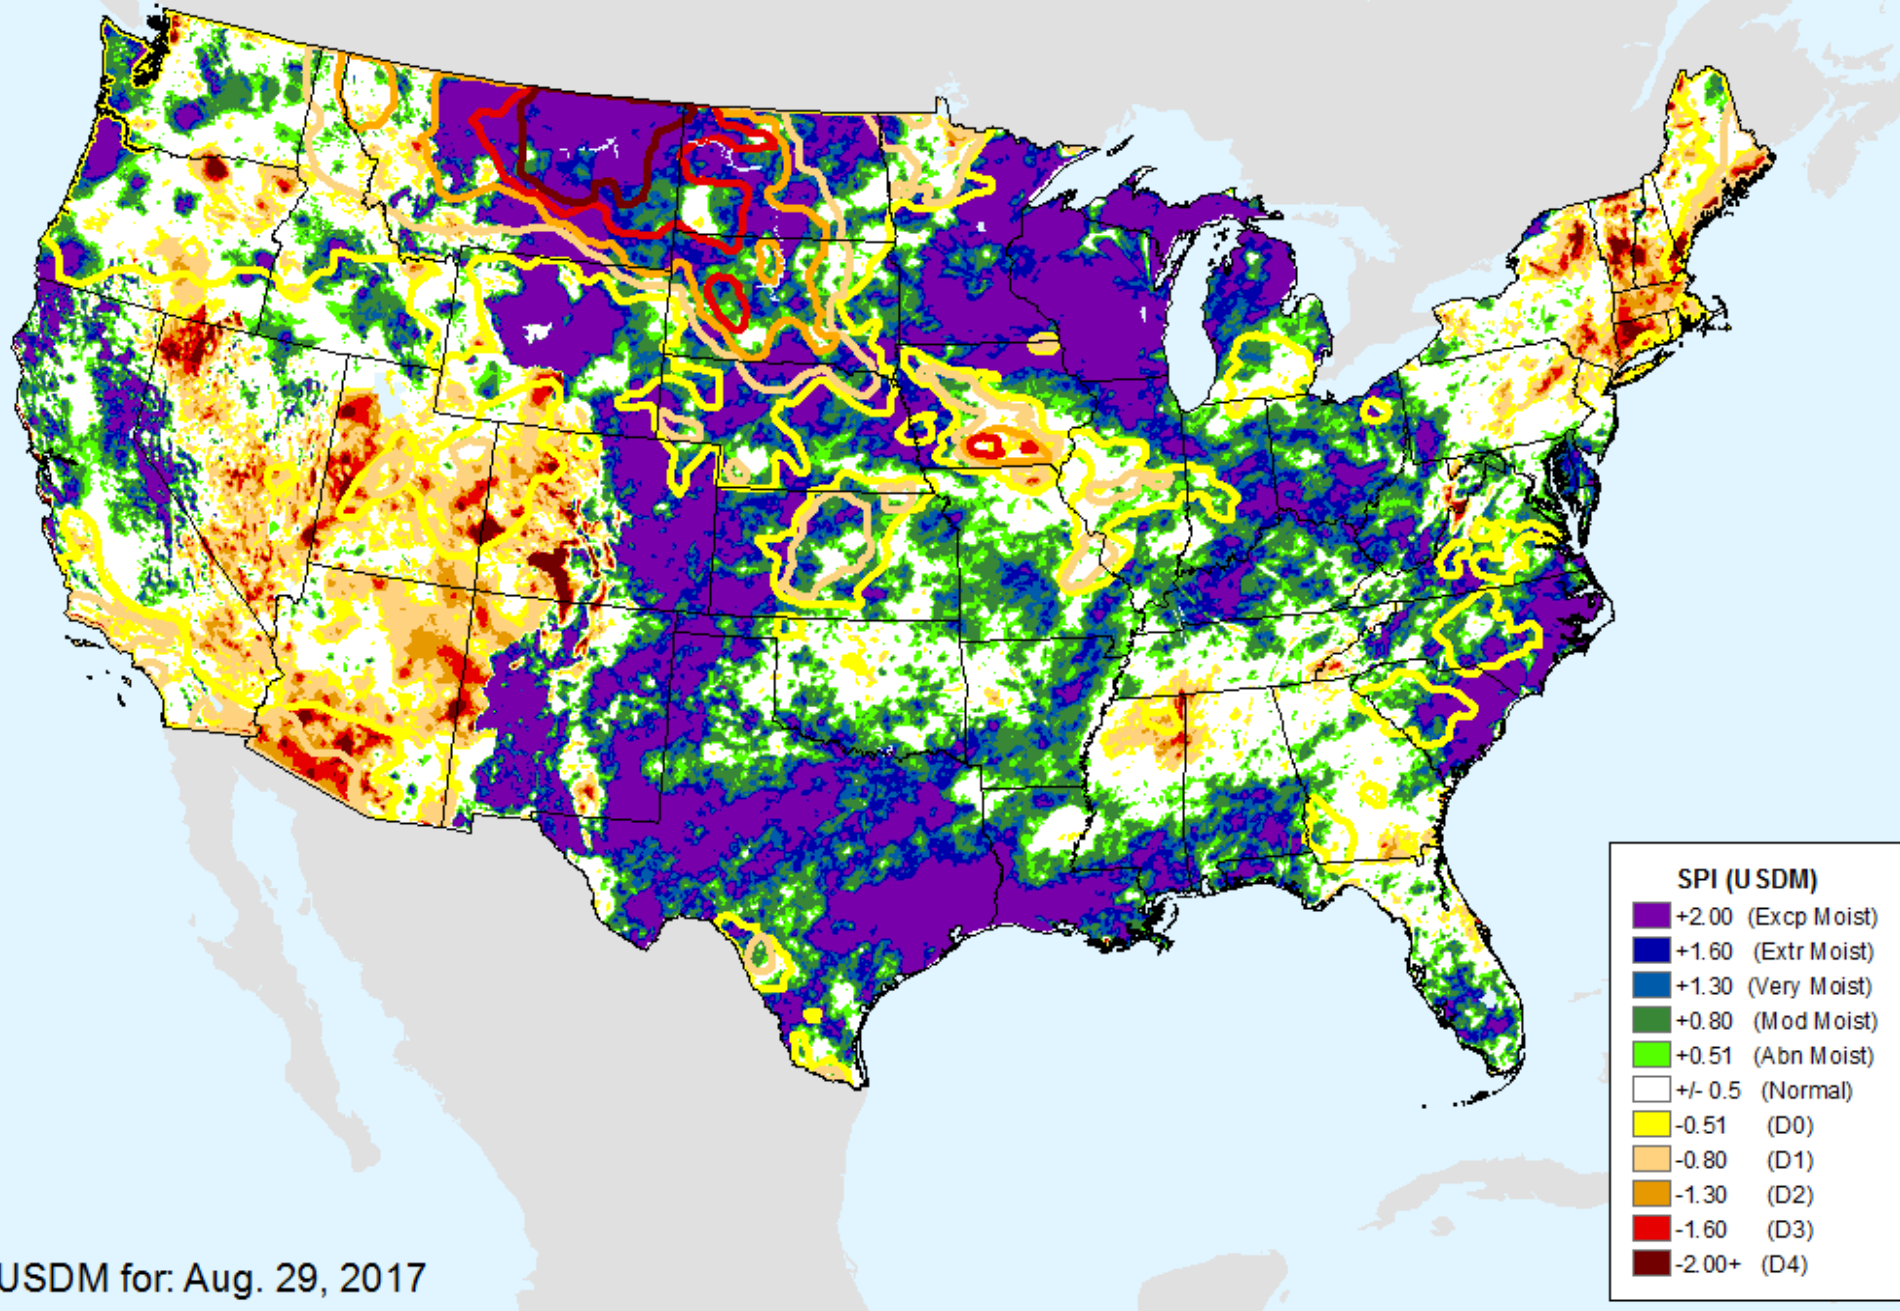 SPI (USDM)
+2.00 (Excp Moist)
+1.60 (Extr Moist)
+1.30 (Very Moist)
+0.80 (Mod Moist)
+0.51 (Abn Moist)
+/- 0.5 (Normal)
-0.51 (D0)
-0.80 (D1)
-1.30 (D2)
-1.60 (D3)
-2.00+ (D4)
USDM for: Aug. 29, 2017